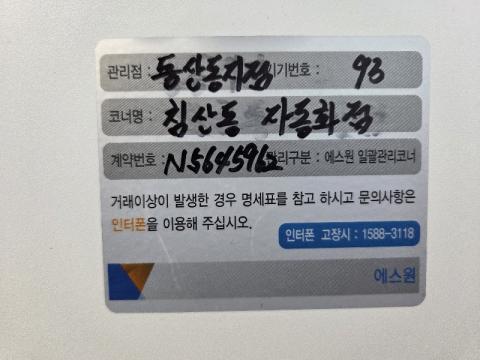 관리점 : 동산동지점 기기번호 : 93
코너명 : 침산동 자동화점
계약번호 : N5645962 관리구분 : 에스원 일괄관리코너
거래이상이 발생한 경우 명세표를 참고 하시고 문의사항은
인터폰을 이용해 주십시오.
인터폰 고장시 : 1588-3118
에스원